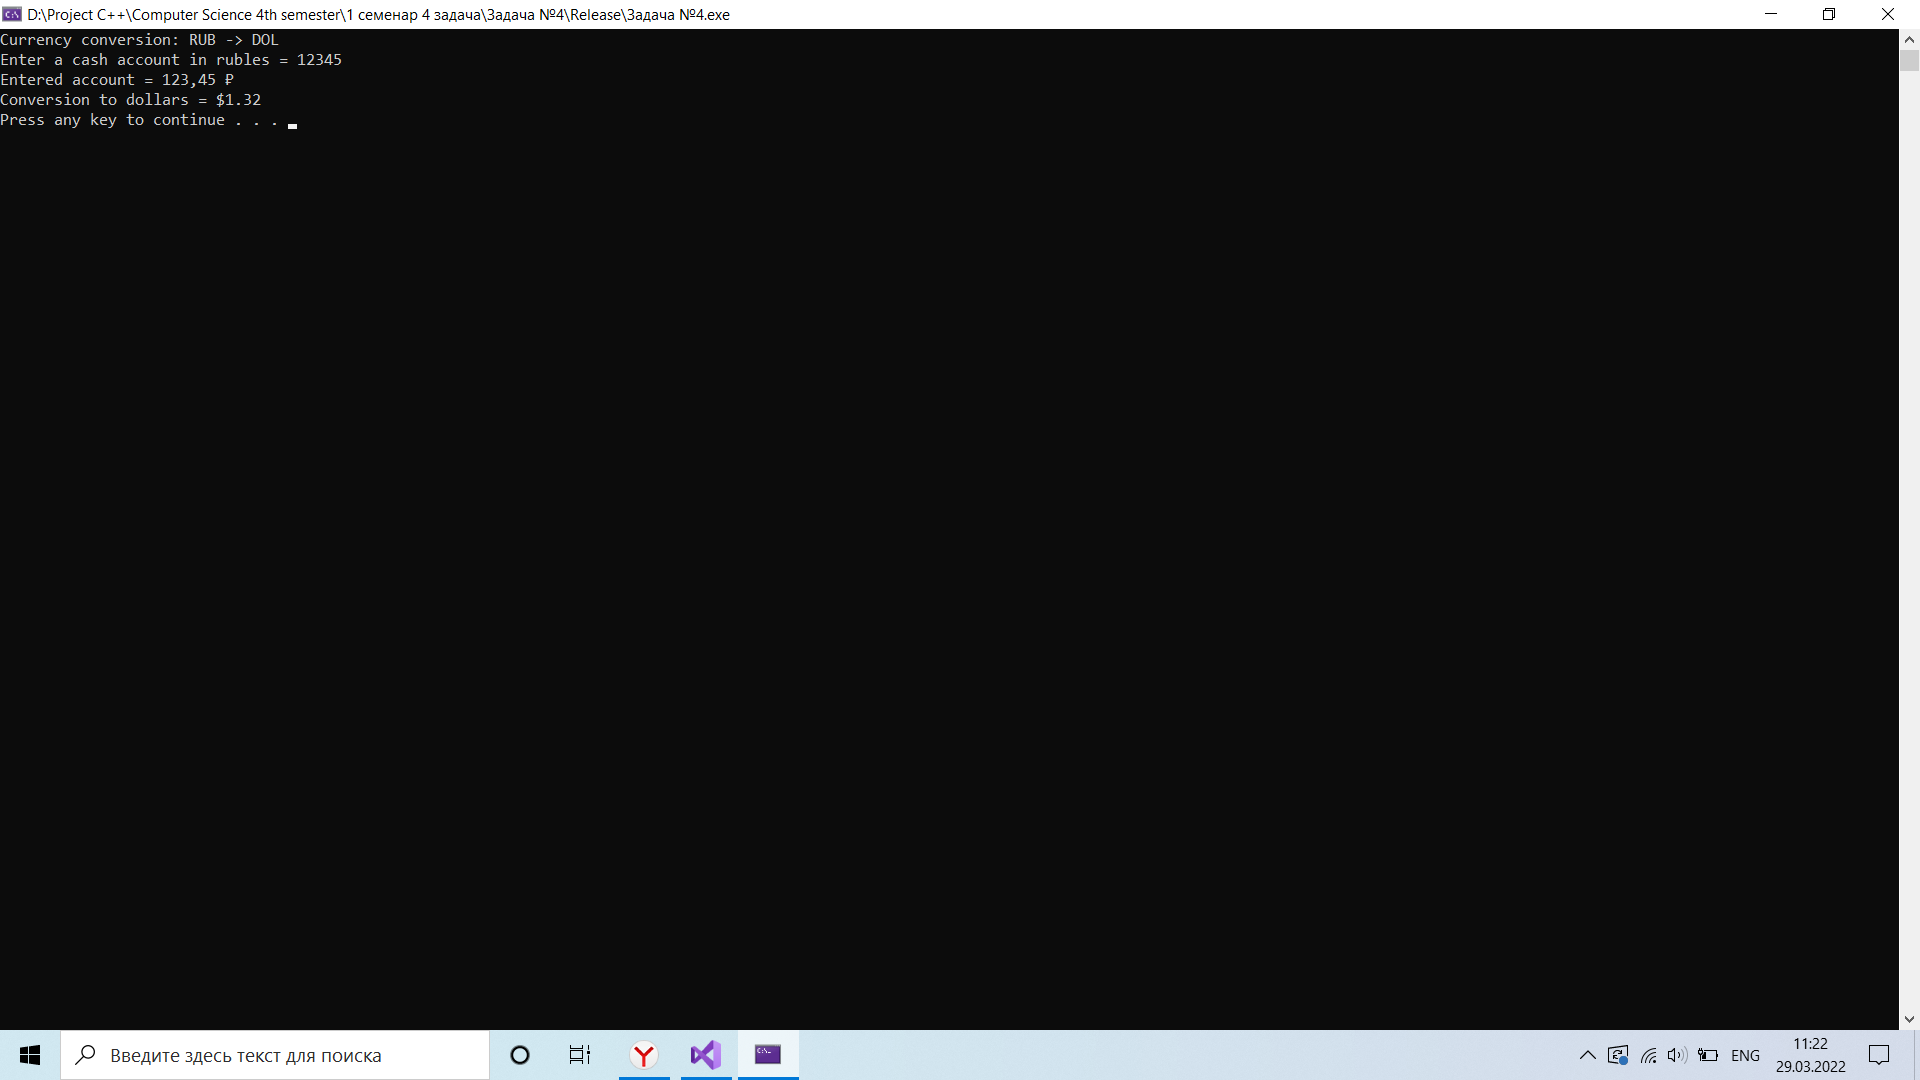 D:\Project C++\Computer Science 4th semester\1 семенар 4 задача\Задача №4\Release\Задача №4.exe
Currency conversion: RUB -> DOL
Enter a cash account in rubles = 12345
Entered account = 123,45 ₽
Conversion to dollars = $1.32
Press any key to continue . . .
Введите здесь текст для поиска
ENG
11:22
29.03.2022